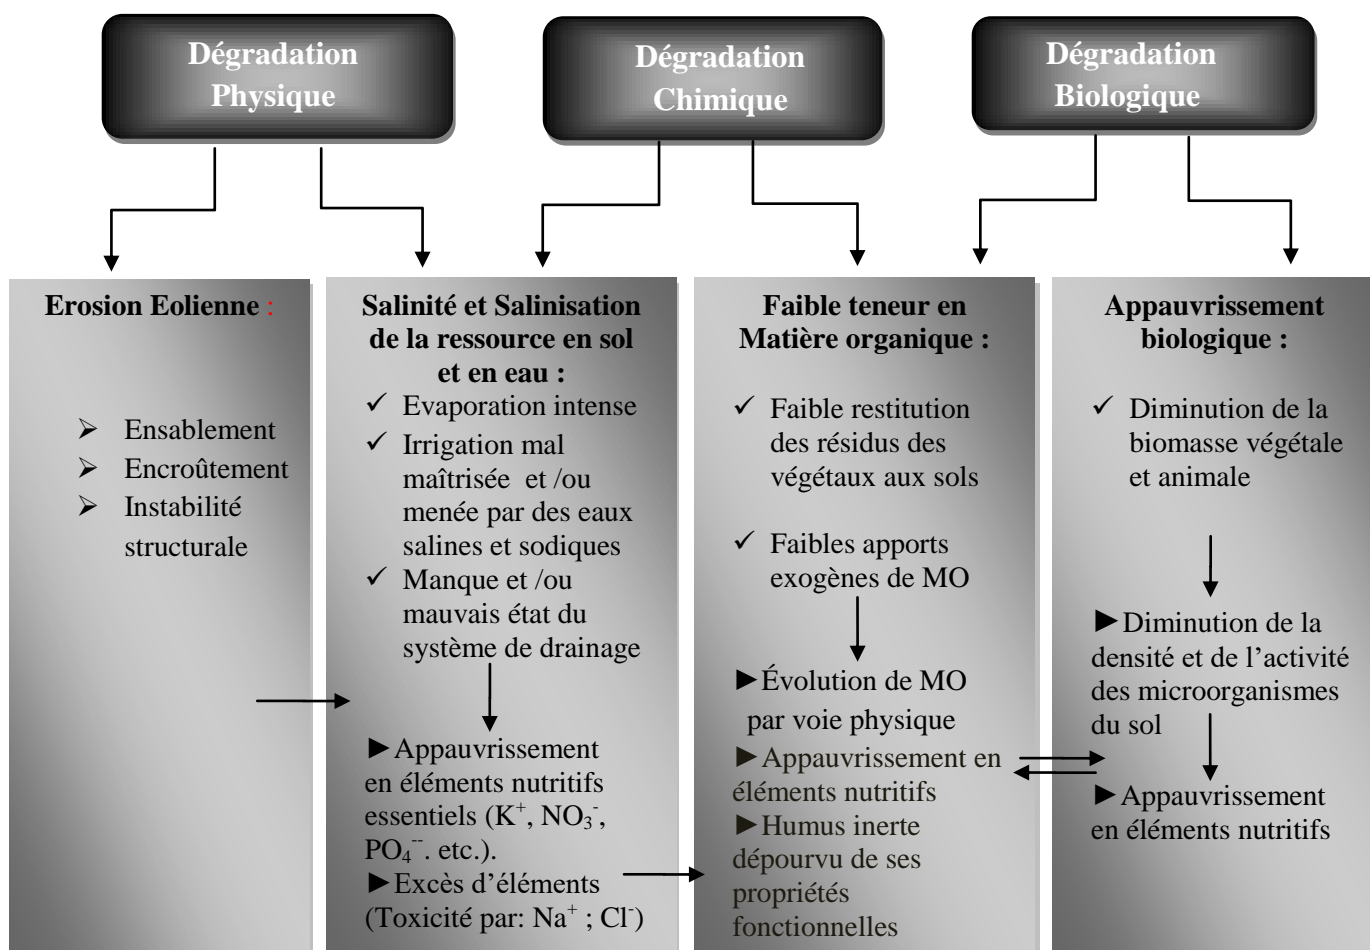 Dégradation
Physique
Dégradation
Chimique
Dégradation
Biologique
Erosion Eolienne :
➢ Ensablement
➢ Encroûtement
➢ Instabilité
structurale
Salinité et Salinisation
de la ressource en sol
et en eau :
✓ Evaporation intense
✓ Irrigation mal
maîtrisée et /ou
menée par des eaux
salines et sodiques
✓ Manque et /ou
mauvais état du
système de drainage
►Appauvrissement
en éléments nutritifs
essentiels (K⁺, NO₃⁻,
PO₄⁻⁻. etc.).
►Excès d’éléments
(Toxicité par: Na⁺ ; Cl⁻)
Faible teneur en
Matière organique :
✓ Faible restitution
des résidus des
végétaux aux sols
✓ Faibles apports
exogènes de MO
►Évolution de MO
par voie physique
►Appauvrissement en
éléments nutritifs
►Humus inerte
dépourvu de ses
propriétés
fonctionnelles
Appauvrissement
biologique :
✓ Diminution de la
biomasse végétale
et animale
►Diminution de la
densité et de l’activité
des microorganismes
du sol
►Appauvrissement
en éléments nutritifs